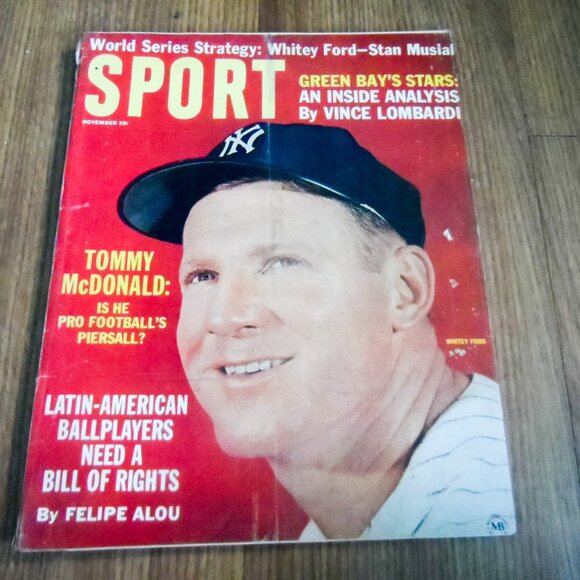 World Series Strategy: Whitey Ford—Stan Musial
SPORT
NOVEMBER 35¢
GREEN BAY'S STARS:
AN INSIDE ANALYSIS
By VINCE LOMBARDI
NY
TOMMY
McDONALD:
IS HE
PRO FOOTBALL'S
PIERSALL?
WHITEY FORD
LATIN-AMERICAN
BALLPLAYERS
NEED A
BILL OF RIGHTS
By FELIPE ALOU
MB